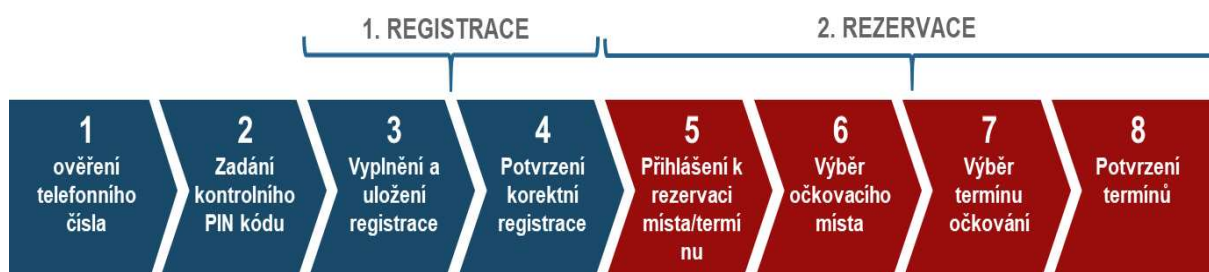 1. REGISTRACE
2. REZERVACE
1
ověření
telefonního
čísla
2
Zadání
kontrolního
PIN kódu
3
Vyplnění a
uložení
registrace
4
Potvrzení
korektní
registrace
5
Přihlášení k
rezervaci
místa/termí
nu
6
Výběr
očkovacího
místa
7
Výběr
termínu
očkování
8
Potvrzení
termínů